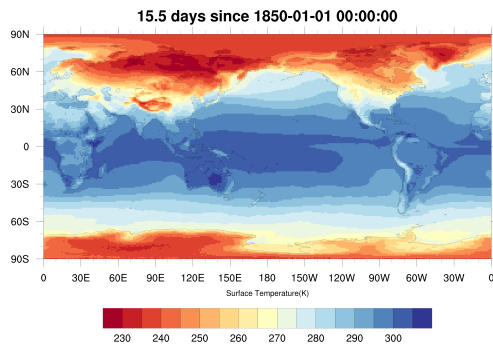 15.5 days since 1850-01-01 00:00:00
90N
60N
30N
0
30S
60S
90S
0 30E 60E 90E 120E 150E 180 150W 120W 90W 60W 30W 0
Surface Temperature(K)
230 240 250 260 270 280 290 300